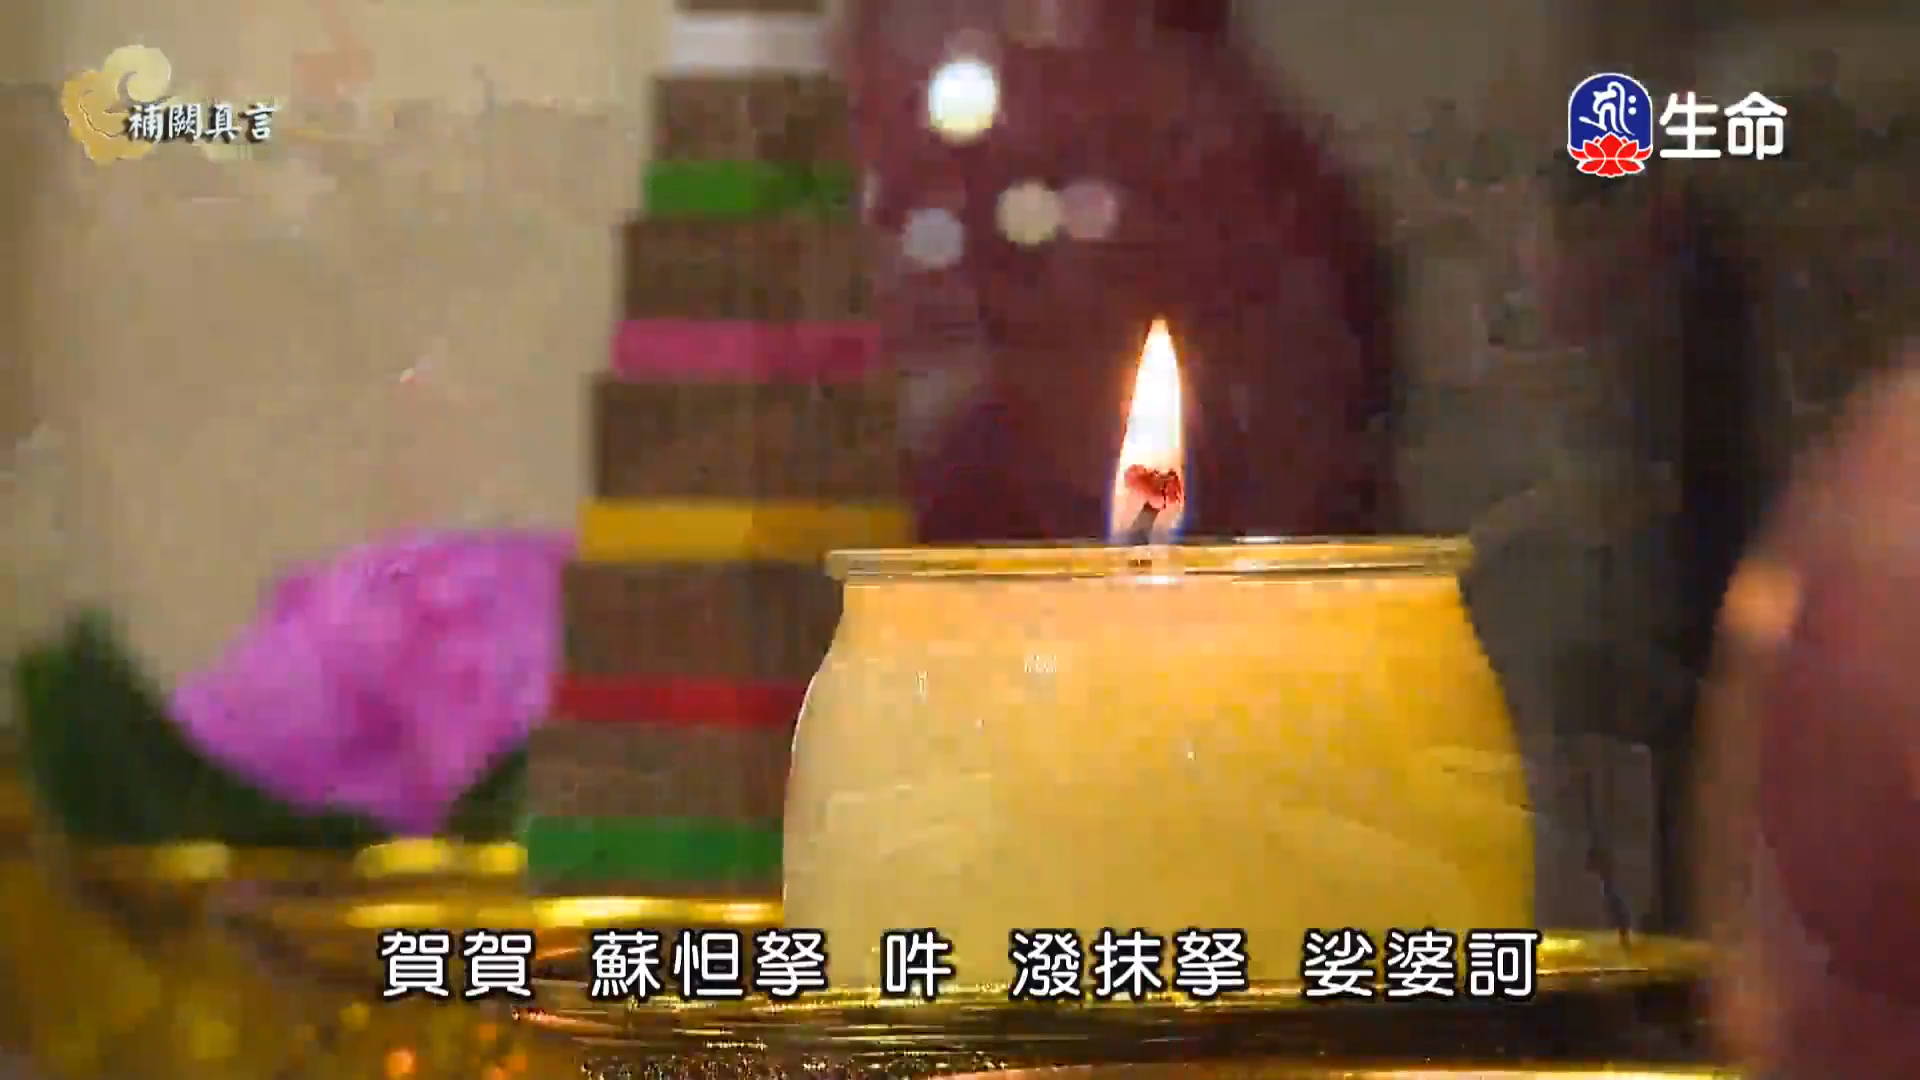 補闕真言
生命
賀賀 蘇怛拏 吽 潑抹拏 娑婆訶